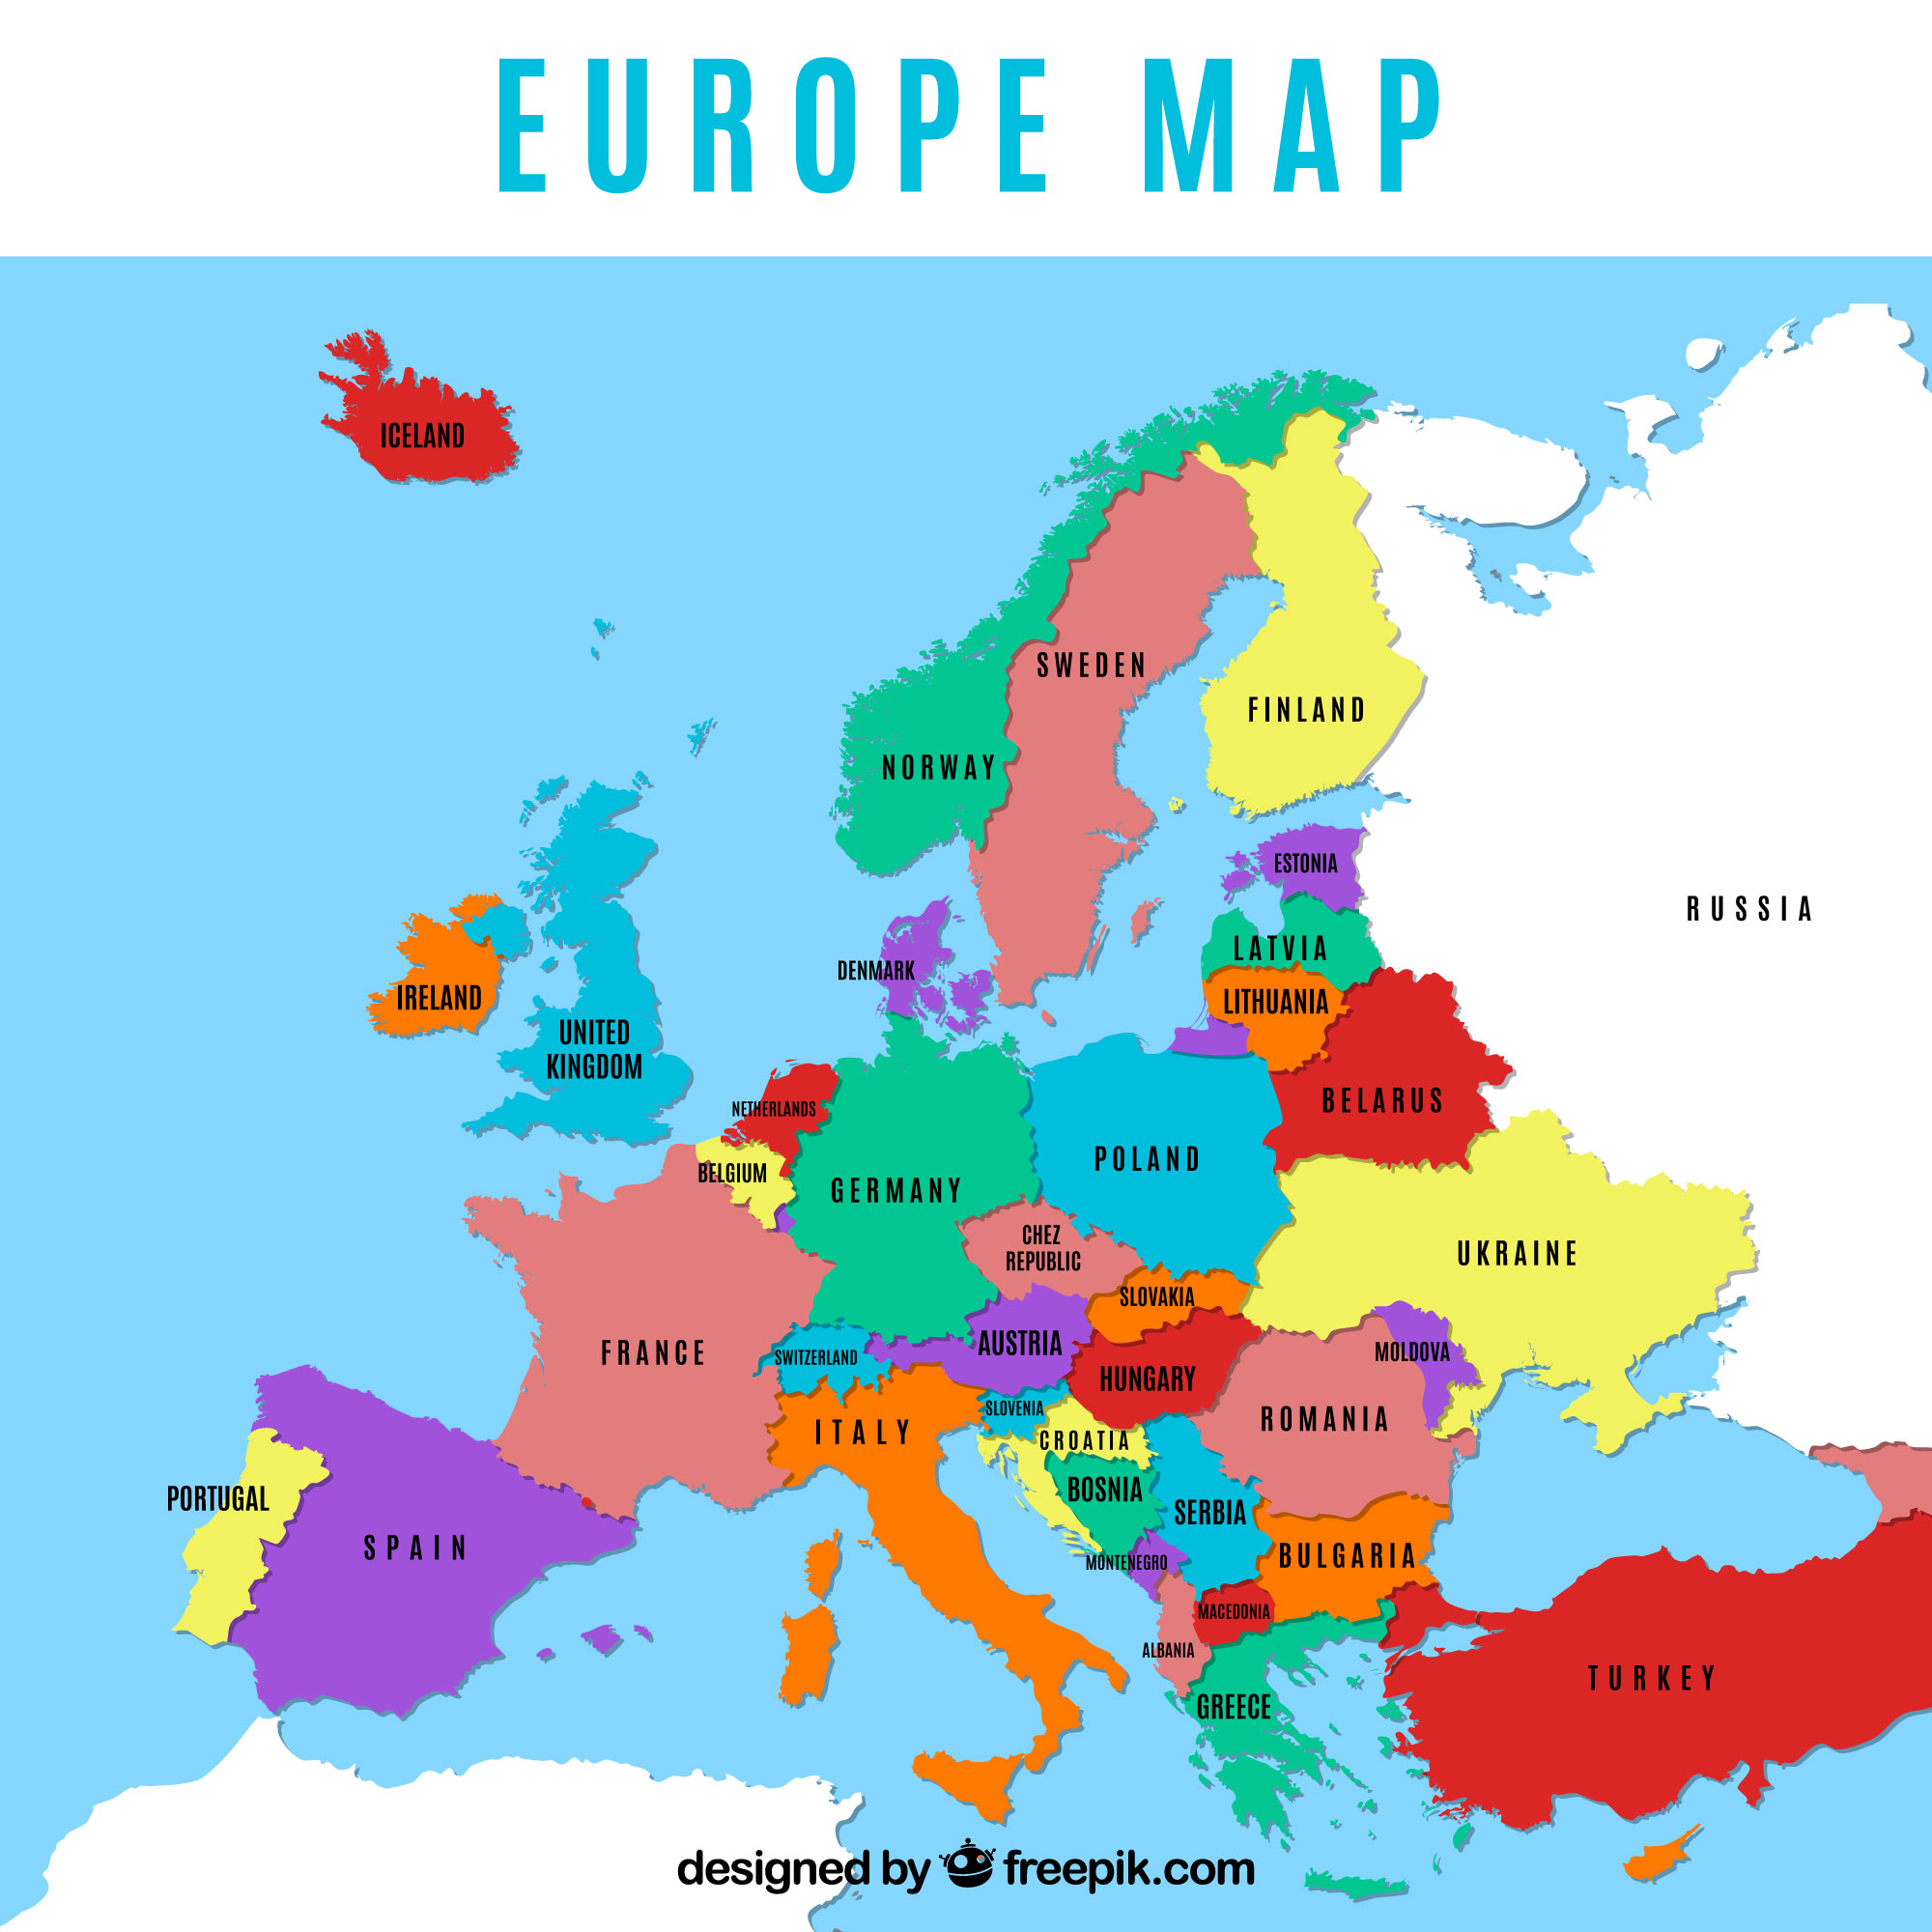 EUROPE MAP
ICELAND
SWEDEN
FINLAND
NORWAY
ESTONIA
RUSSIA
LATVIA
DENMARK
IRELAND
LITHUANIA
UNITED
KINGDOM
BELARUS
NETHERLANDS
POLAND
BELGIUM
GERMANY
CHEZ
REPUBLIC
UKRAINE
SLOVAKIA
AUSTRIA
FRANCE
SWITZERLAND
MOLDOVA
HUNGARY
SLOVENIA
ROMANIA
ITALY
CROATIA
BOSNIA
PORTUGAL
SERBIA
SPAIN
BULGARIA
MONTENEGRO
MACEDONIA
ALBANIA
TURKEY
GREECE
designed by freepik.com